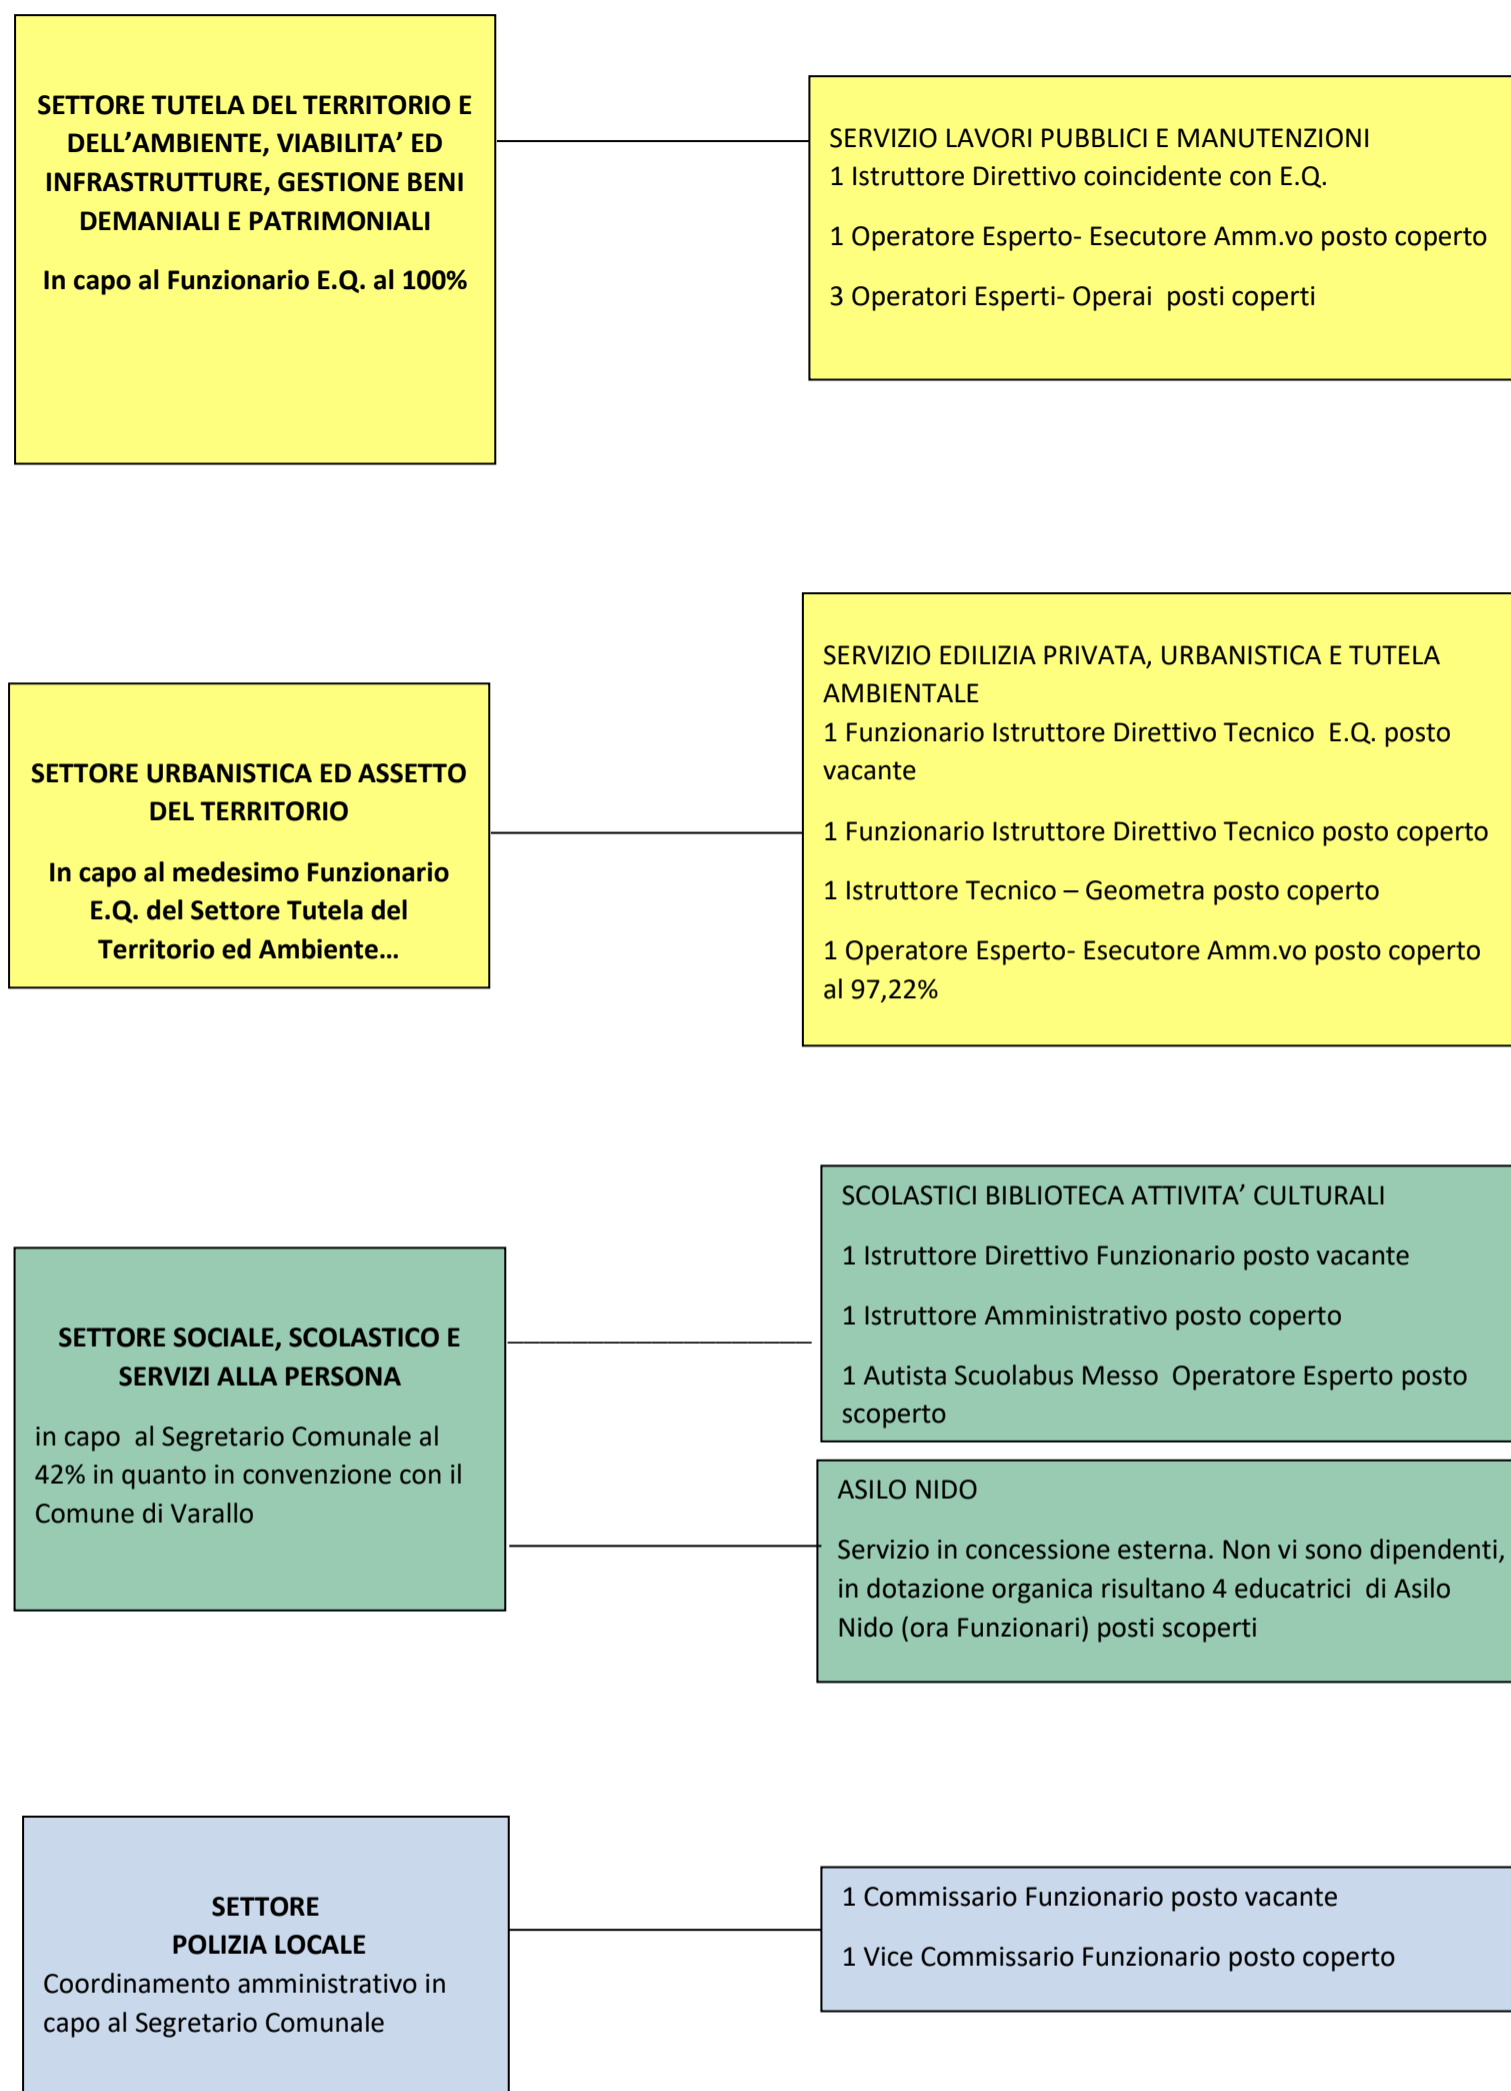 SETTORE TUTELA DEL TERRITORIO E
DELL’AMBIENTE, VIABILITA’ ED
INFRASTRUTTURE, GESTIONE BENI
DEMANIALI E PATRIMONIALI
In capo al Funzionario E.Q. al 100%
SERVIZIO LAVORI PUBBLICI E MANUTENZIONI
1 Istruttore Direttivo coincidente con E.Q.
1 Operatore Esperto- Esecutore Amm.vo posto coperto
3 Operatori Esperti- Operai  posti coperti
SETTORE URBANISTICA ED ASSETTO
DEL TERRITORIO
In capo al medesimo Funzionario
E.Q. del Settore Tutela del
Territorio ed Ambiente…
SERVIZIO EDILIZIA PRIVATA, URBANISTICA E TUTELA
AMBIENTALE
1 Funzionario Istruttore Direttivo Tecnico  E.Q. posto
vacante
1 Funzionario Istruttore Direttivo Tecnico posto coperto
1 Istruttore Tecnico – Geometra posto coperto
1 Operatore Esperto- Esecutore Amm.vo posto coperto
al 97,22%
SETTORE SOCIALE, SCOLASTICO E
SERVIZI ALLA PERSONA
in capo  al Segretario Comunale al
42% in quanto in convenzione con il
Comune di Varallo
SCOLASTICI BIBLIOTECA ATTIVITA’ CULTURALI
1 Istruttore Direttivo Funzionario posto vacante
1 Istruttore Amministrativo posto coperto
1 Autista Scuolabus Messo  Operatore Esperto posto
scoperto
ASILO NIDO
Servizio in concessione esterna. Non vi sono dipendenti,
in dotazione organica risultano 4 educatrici  di Asilo
Nido (ora Funzionari) posti scoperti
SETTORE
POLIZIA LOCALE
Coordinamento amministrativo in
capo al Segretario Comunale
1 Commissario Funzionario posto vacante
1 Vice Commissario Funzionario posto coperto